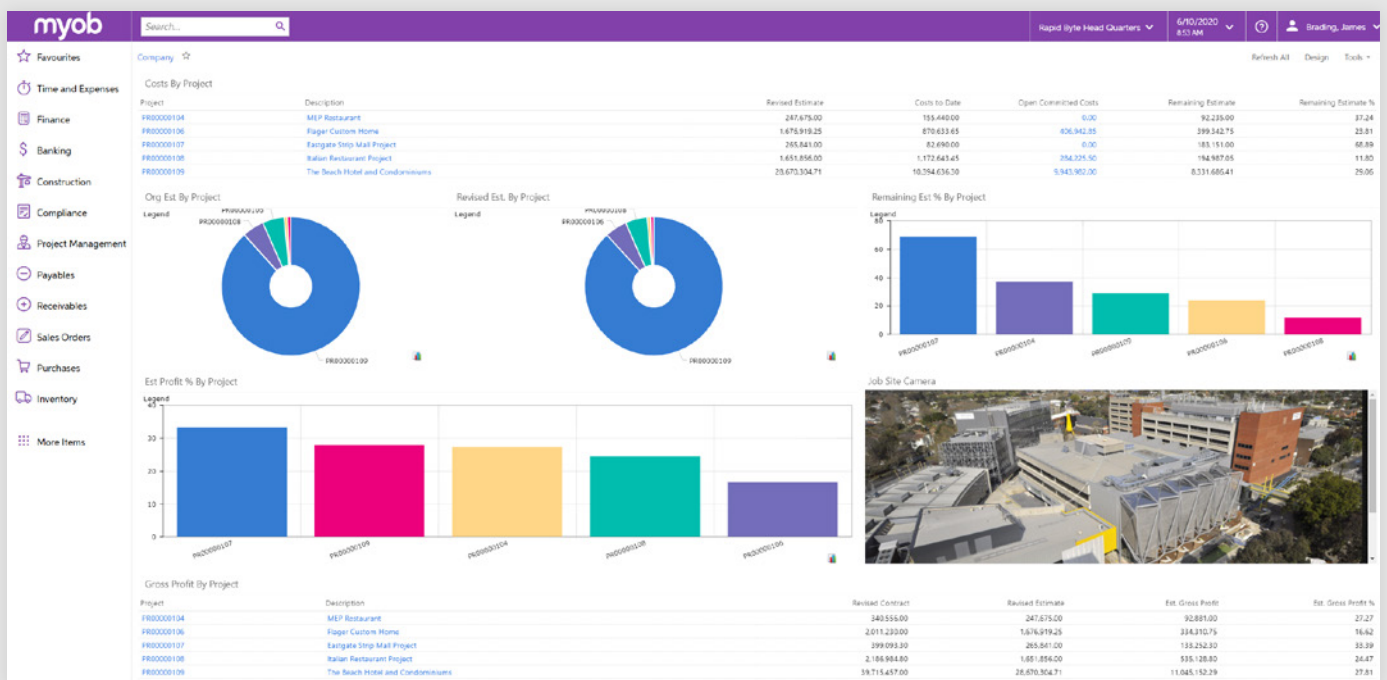 myob
Search...
Rapid Byte Head Quarters
6/10/2020
8:53 AM
Brading, James
Favourites
Time and Expenses
Finance
Banking
Construction
Compliance
Project Management
Payables
Receivables
Sales Orders
Purchases
Inventory
More Items
Company
Refresh All Design Tools
Costs By Project
Project Description Revised Estimate Costs to Date Open Committed Costs Remaining Estimate Remaining Estimate %
PR00000104 MEP Restaurant 247,675.00 155,440.00 0.00 92,235.00 37.24
PR00000106 Flager Custom Home 1,676,919.25 870,633.65 406,942.85 399,342.75 23.81
PR00000107 Eastgate Strip Mall Project 265,841.00 82,690.00 0.00 183,151.00 68.89
PR00000108 Italian Restaurant Project 1,651,856.00 1,172,643.45 284,225.50 194,987.05 11.80
PR00000109 The Beach Hotel and Condominiums 28,670,304.71 10,394,636.30 9,943,982.00 8,331,686.41 29.06
Org Est By Project
Legend
PR00000108
PR00000109
Revised Est. By Project
Legend
PR00000108
PR00000106
PR00000109
Remaining Est % By Project
Legend
80
60
40
20
0
PR00000107 PR00000104 PR00000109 PR00000106 PR00000108
Est Profit % By Project
Legend
40
30
20
10
0
PR00000107 PR00000109 PR00000104 PR00000108 PR00000106
Job Site Camera
Gross Profit By Project
Project Description Revised Contract Revised Estimate Est. Gross Profit Est. Gross Profit %
PR00000104 MEP Restaurant 340,556.00 247,675.00 92,881.00 27.27
PR00000106 Flager Custom Home 2,011,230.00 1,676,919.25 334,310.75 16.62
PR00000107 Eastgate Strip Mall Project 399,093.30 265,841.00 133,252.30 33.39
PR00000108 Italian Restaurant Project 2,186,984.80 1,651,856.00 535,128.80 24.47
PR00000109 The Beach Hotel and Condominiums 39,715,457.00 28,670,304.71 11,045,152.29 27.81